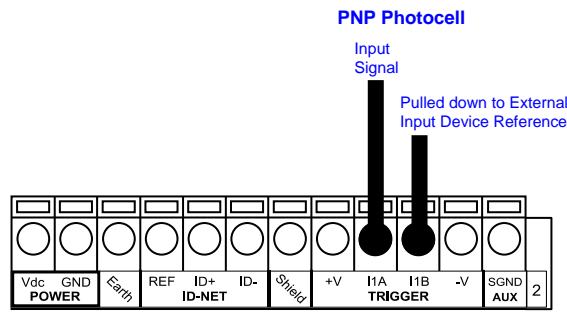 PNP Photocell
Input
Signal
Pulled down to External
Input Device Reference
Vdc GND Earth REF ID+ ID- Shield +V I1A I1B -V SGND 2
POWER ID-NET TRIGGER AUX